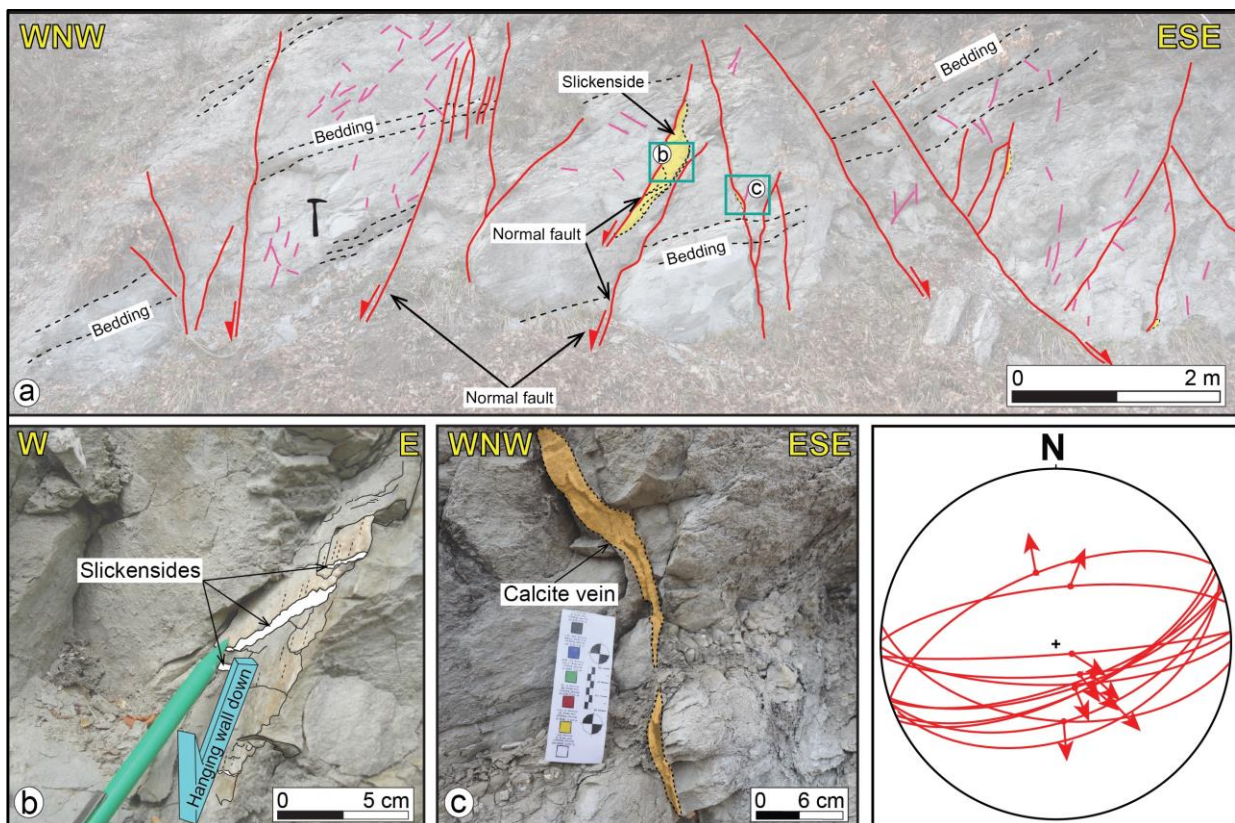 WNW
ESE
Bedding
Slickenside
Bedding
b
c
Normal fault
Bedding
Bedding
Normal fault
a
0 2 m
W
E
Slickensides
Hanging wall down
b
0 5 cm
WNW
ESE
Calcite vein
c
0 6 cm
N